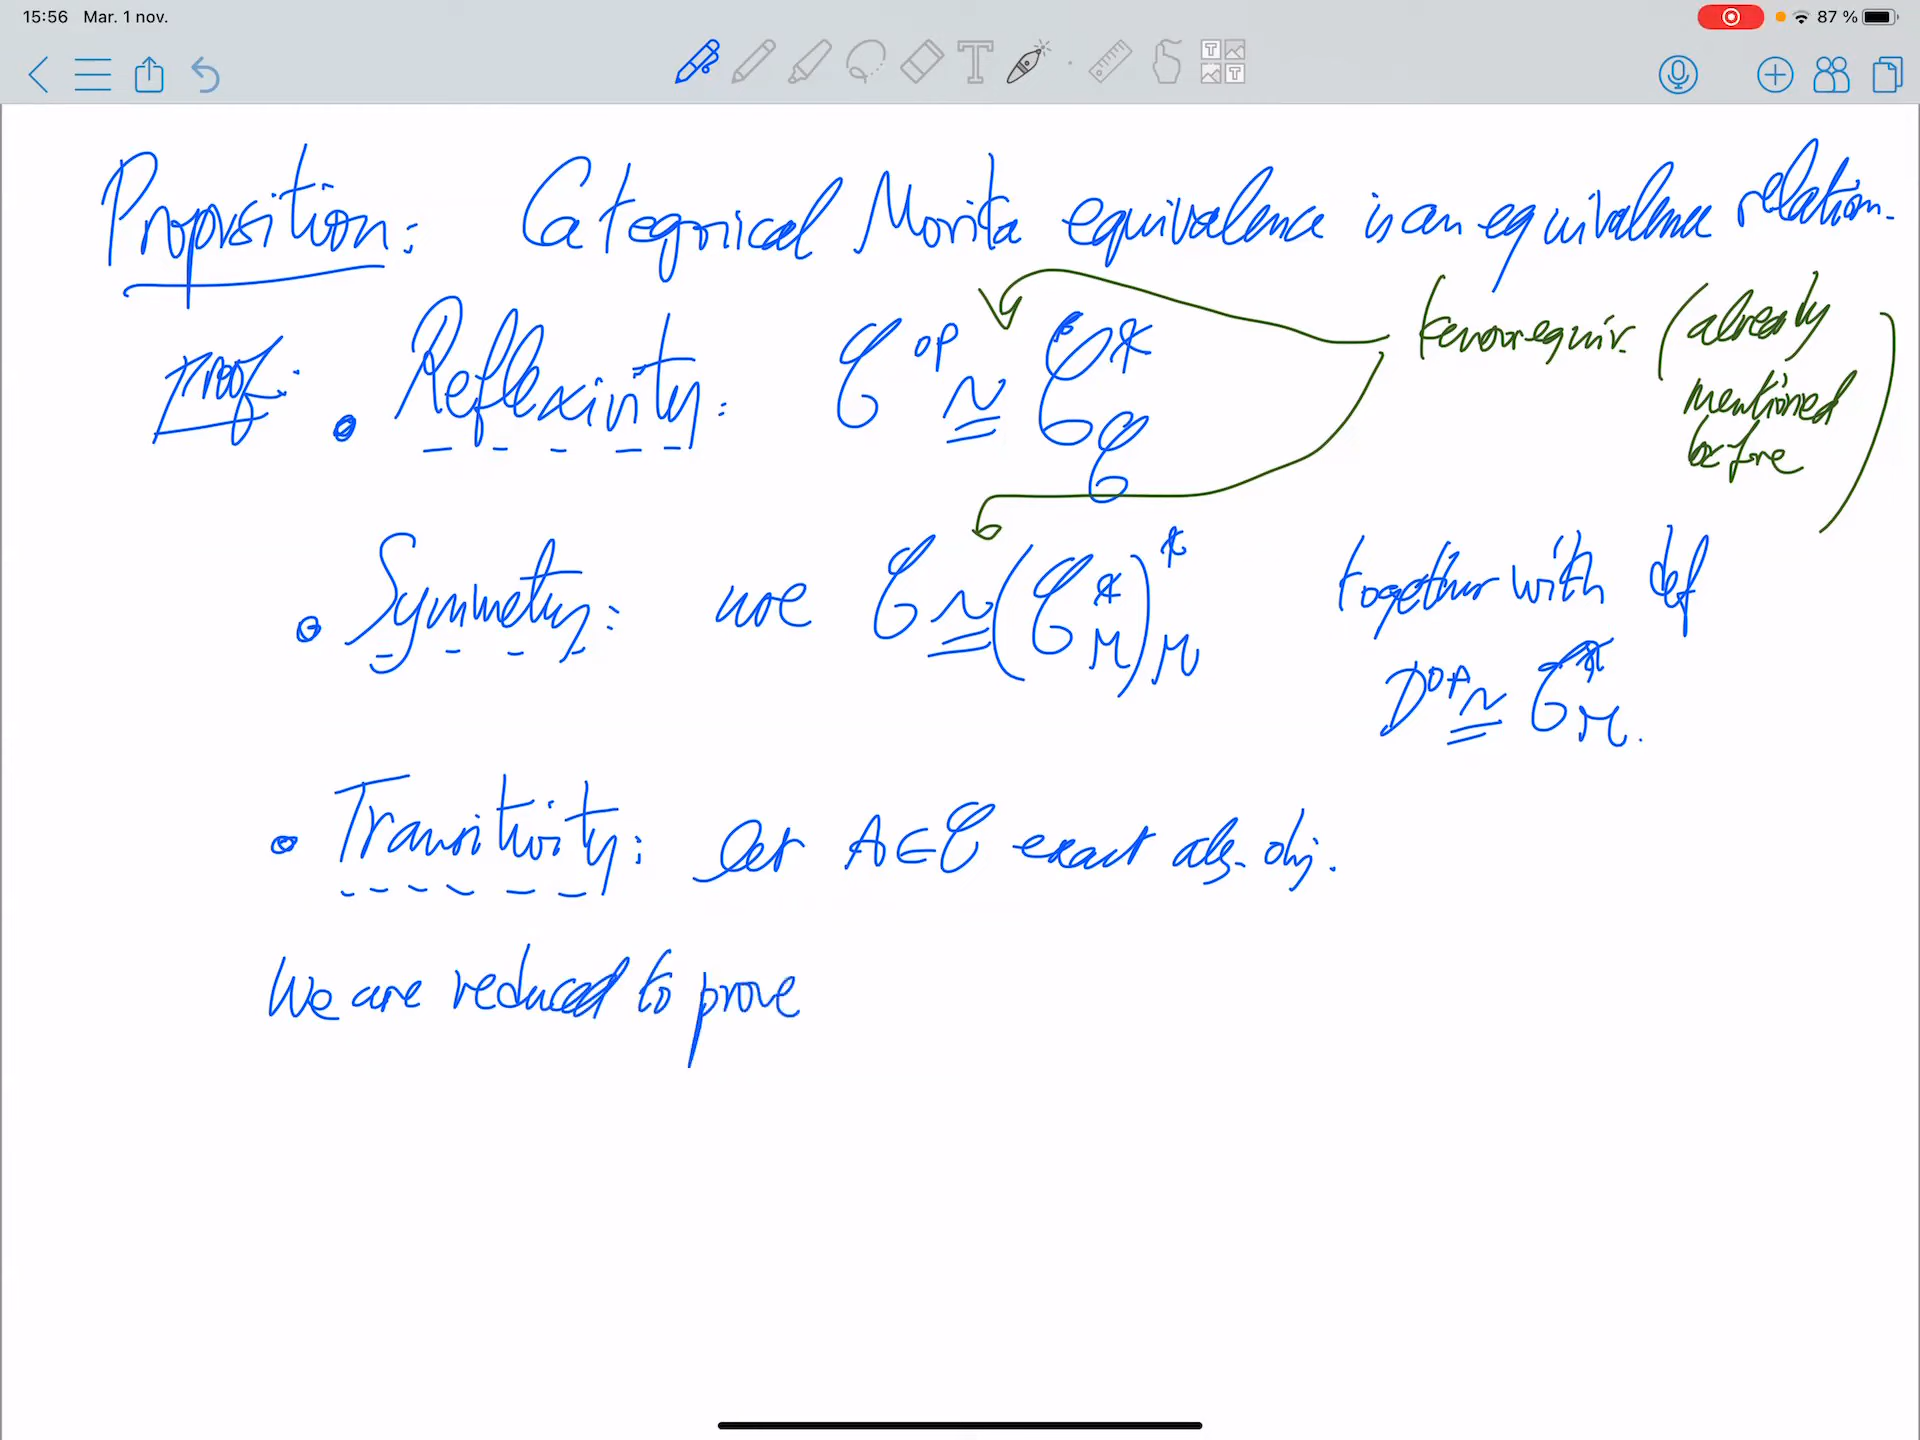 15:56 Mar. 1 nov. 87 %
Proposition: Categorical Morita equivalence is an equivalence relation.
Proof: • Reflexivity: 𝒞^op ≅ 𝒞*_𝒞 tensor equiv. (already
mentioned
before)
• Symmetry: use 𝒞 ≅ (𝒞*_M)*_M together with def
D^op ≅ 𝒞*_M.
• Transitivity: Let A ∈ 𝒞 exact alg. obj.
We are reduced to prove